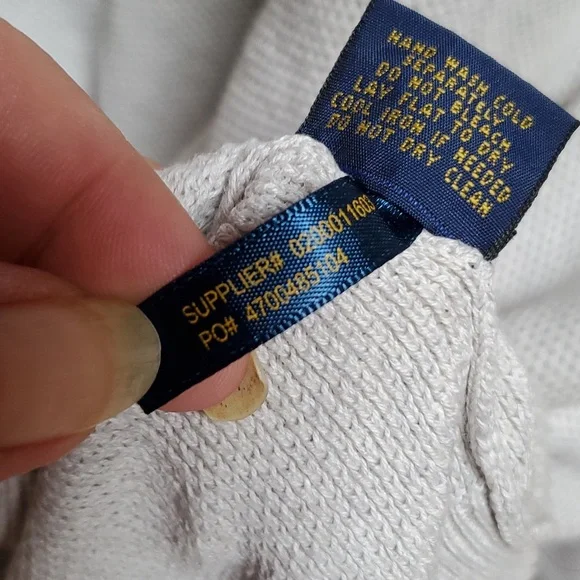 HAND WASH COLD
SEPARATELY
DO NOT BLEACH
LAY FLAT TO DRY
COOL IRON IF NEEDED
DO NOT DRY CLEAN
SUPPLIER#
PO# 4700485104